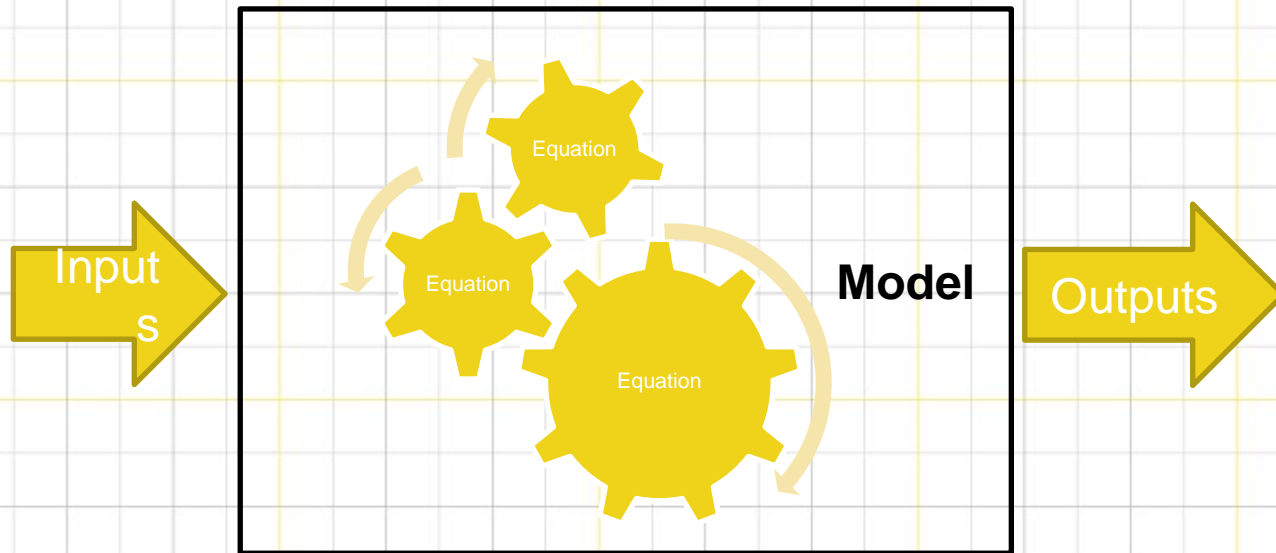 Equation
Equation
Equation
Input
s
Model
Outputs